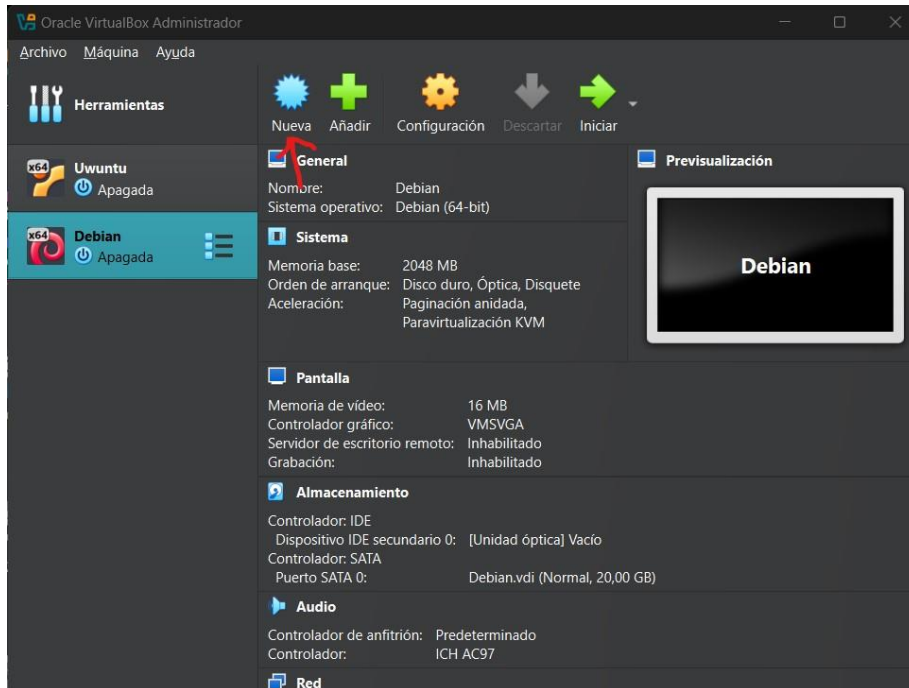 Oracle VirtualBox Administrador
Archivo Máquina Ayuda
Herramientas
Nueva Añadir Configuración Descartar Iniciar
x64 Uwuntu
Apagada
x64 Debian
Apagada
General
Nombre: Debian
Sistema operativo: Debian (64-bit)
Previsualización
Debian
Sistema
Memoria base: 2048 MB
Orden de arranque: Disco duro, Óptica, Disquete
Aceleración: Paginación anidada,
Paravirtualización KVM
Pantalla
Memoria de vídeo: 16 MB
Controlador gráfico: VMSVGA
Servidor de escritorio remoto: Inhabilitado
Grabación: Inhabilitado
Almacenamiento
Controlador: IDE
Dispositivo IDE secundario 0: [Unidad óptica] Vacío
Controlador: SATA
Puerto SATA 0: Debian.vdi (Normal, 20,00 GB)
Audio
Controlador de anfitrión: Predeterminado
Controlador: ICH AC97
Red